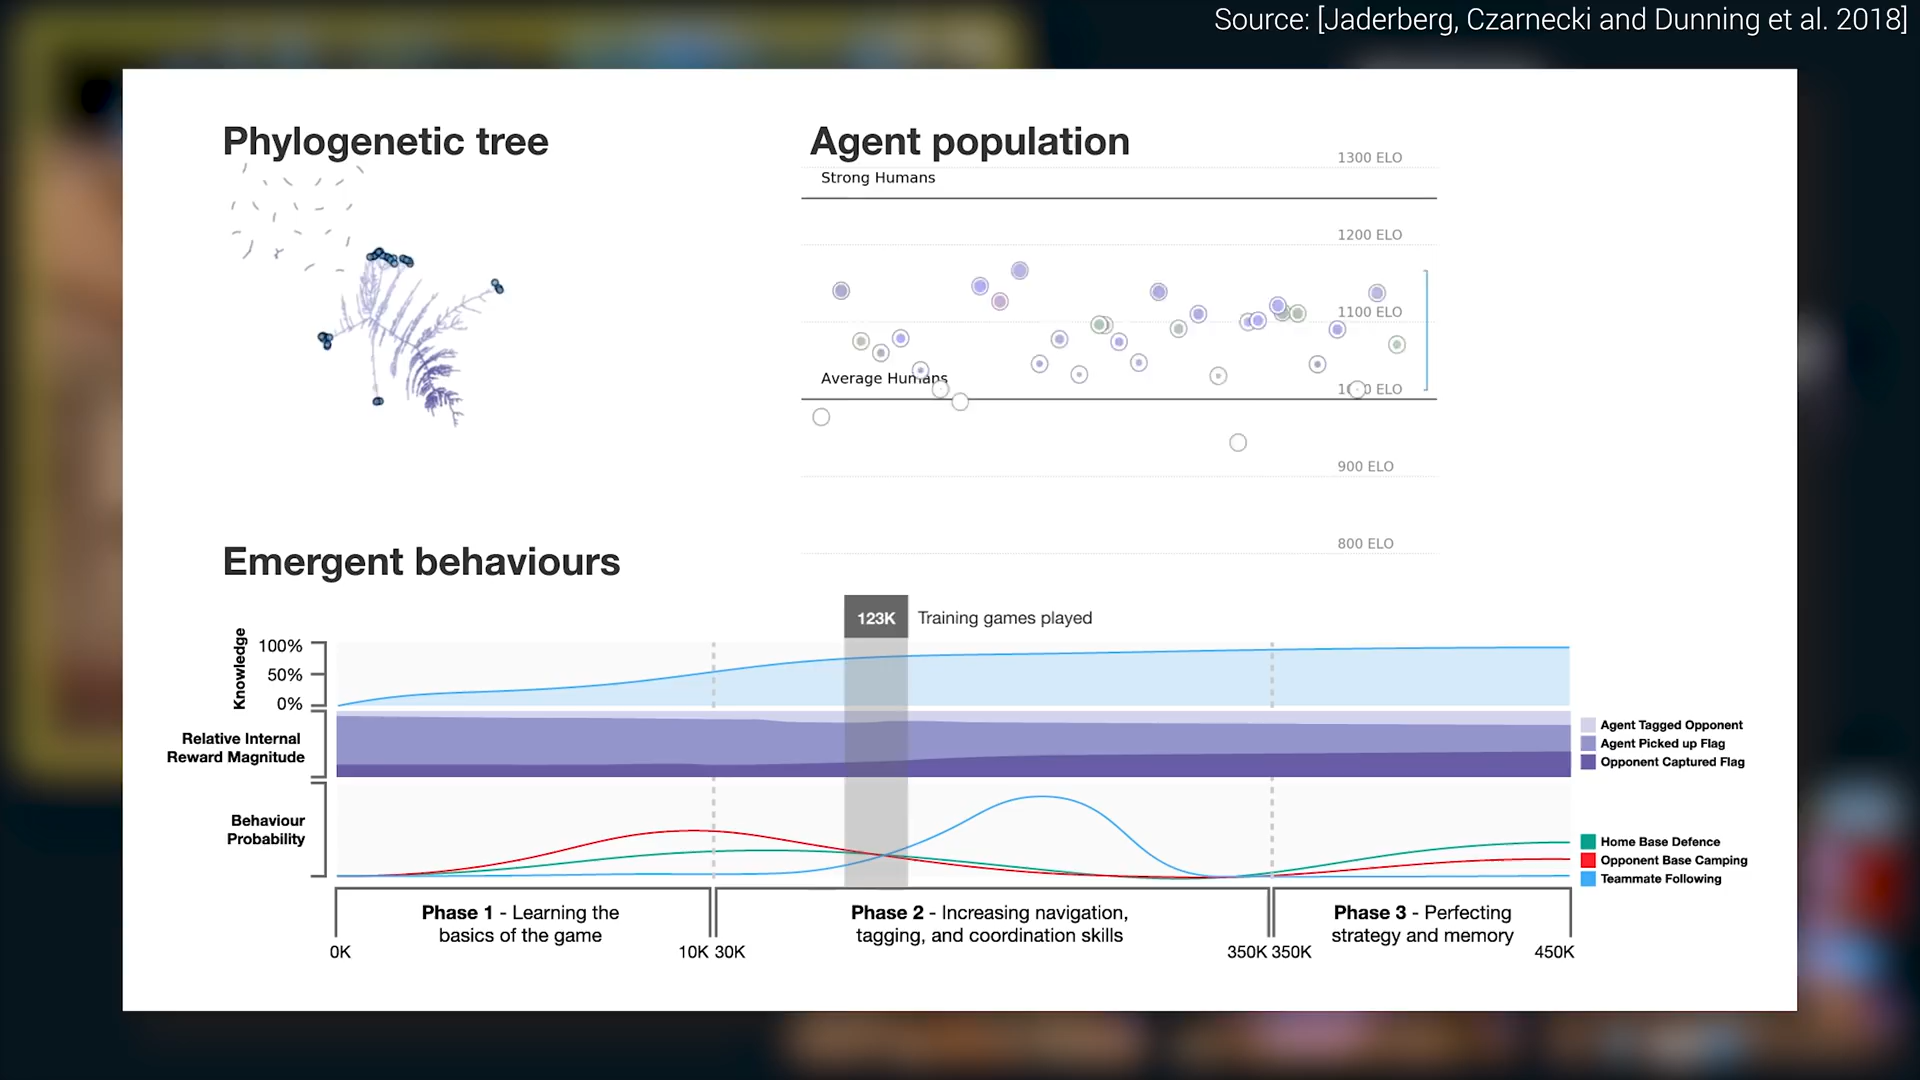 Source: [Jaderberg, Czarnecki and Dunning et al. 2018]
Phylogenetic tree
Agent population
1300 ELO
Strong Humans
1200 ELO
1100 ELO
Average Humans
ELO
900 ELO
800 ELO
Emergent behaviours
123K
Training games played
Knowledge
100%
50%
0%
Relative Internal
Reward Magnitude
Agent Tagged Opponent
Agent Picked up Flag
Opponent Captured Flag
Behaviour
Probability
Home Base Defence
Opponent Base Camping
Teammate Following
Phase 1 - Learning the
basics of the game
Phase 2 - Increasing navigation,
tagging, and coordination skills
Phase 3 - Perfecting
strategy and memory
0K
10K 30K
350K 350K
450K